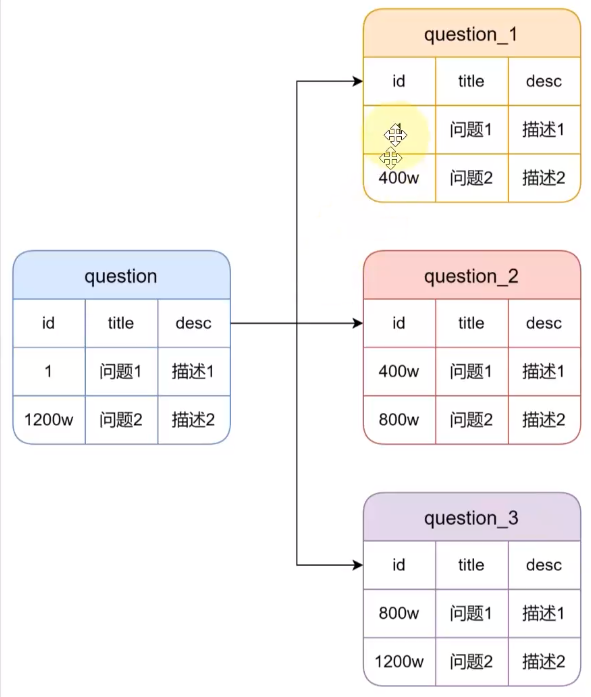 question_1
id title desc
1 问题1 描述1
400w 问题2 描述2
question
id title desc
1 问题1 描述1
1200w 问题2 描述2
question_2
id title desc
400w 问题1 描述1
800w 问题2 描述2
question_3
id title desc
800w 问题1 描述1
1200w 问题2 描述2